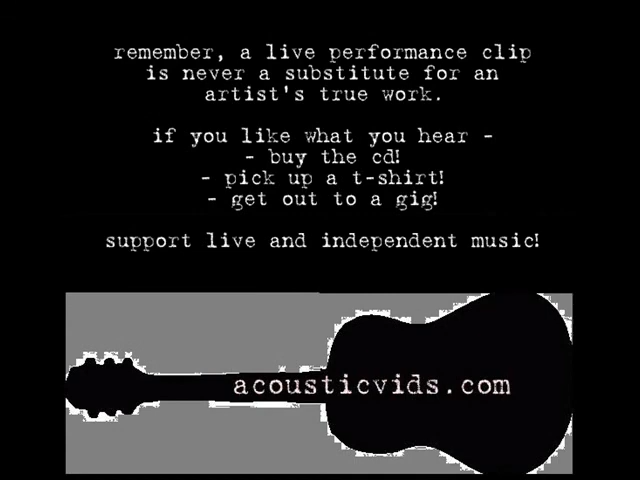 remember, a live performance clip
is never a substitute for an
artist's true work.
if you like what you hear -
- buy the cd!
- pick up a t-shirt!
- get out to a gig!
support live and independent music!
acousticvids.com